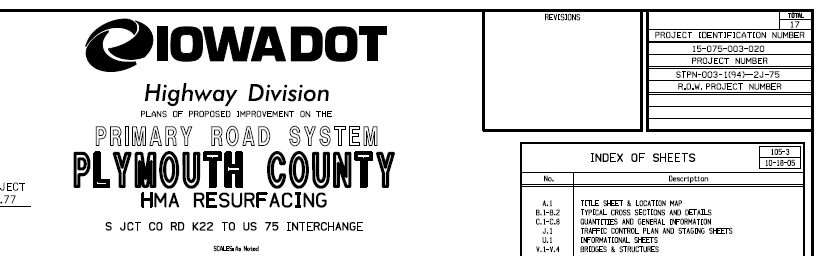 IOWADOT
Highway Division
PLANS OF PROPOSED IMPROVEMENT ON THE
PRIMARY ROAD SYSTEM
PLYMOUTH COUNTY
HMA RESURFACING
S JCT CO RD K22 TO US 75 INTERCHANGE
SCALES: As Noted
JECT
.77
REVISIONS
TOTAL
17
PROJECT IDENTIFICATION NUMBER
15-075-003-020
PROJECT NUMBER
STPN-003-1(94)—2J-75
R.O.W. PROJECT NUMBER
INDEX OF SHEETS
105-3
10-18-05
No. Description
A.1 TITLE SHEET & LOCATION MAP
B.1-B.2 TYPICAL CROSS SECTIONS AND DETAILS
C.1-C.8 QUANTITIES AND GENERAL INFORMATION
J.1 TRAFFIC CONTROL PLAN AND STAGING SHEETS
U.1 INFORMATIONAL SHEETS
V.1-V.4 BRIDGES & STRUCTURES